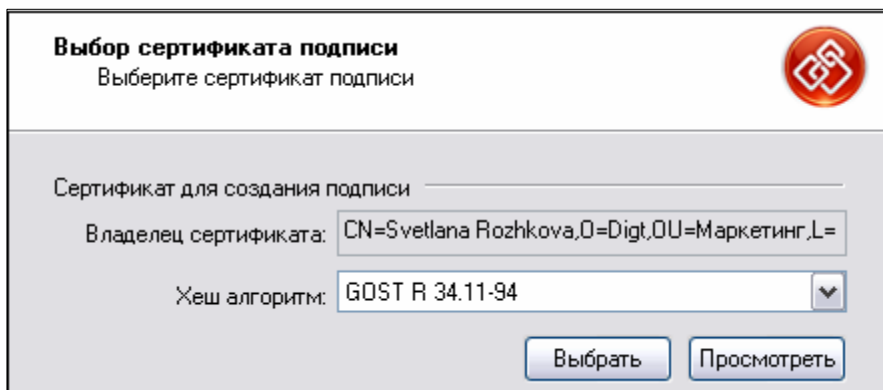 Выбор сертификата подписи
Выберите сертификат подписи
Сертификат для создания подписи
Владелец сертификата: CN=Svetlana Rozhkova,O=Digt,OU=Маркетинг,L=
Хеш алгоритм: GOST R 34.11-94
Выбрать Просмотреть